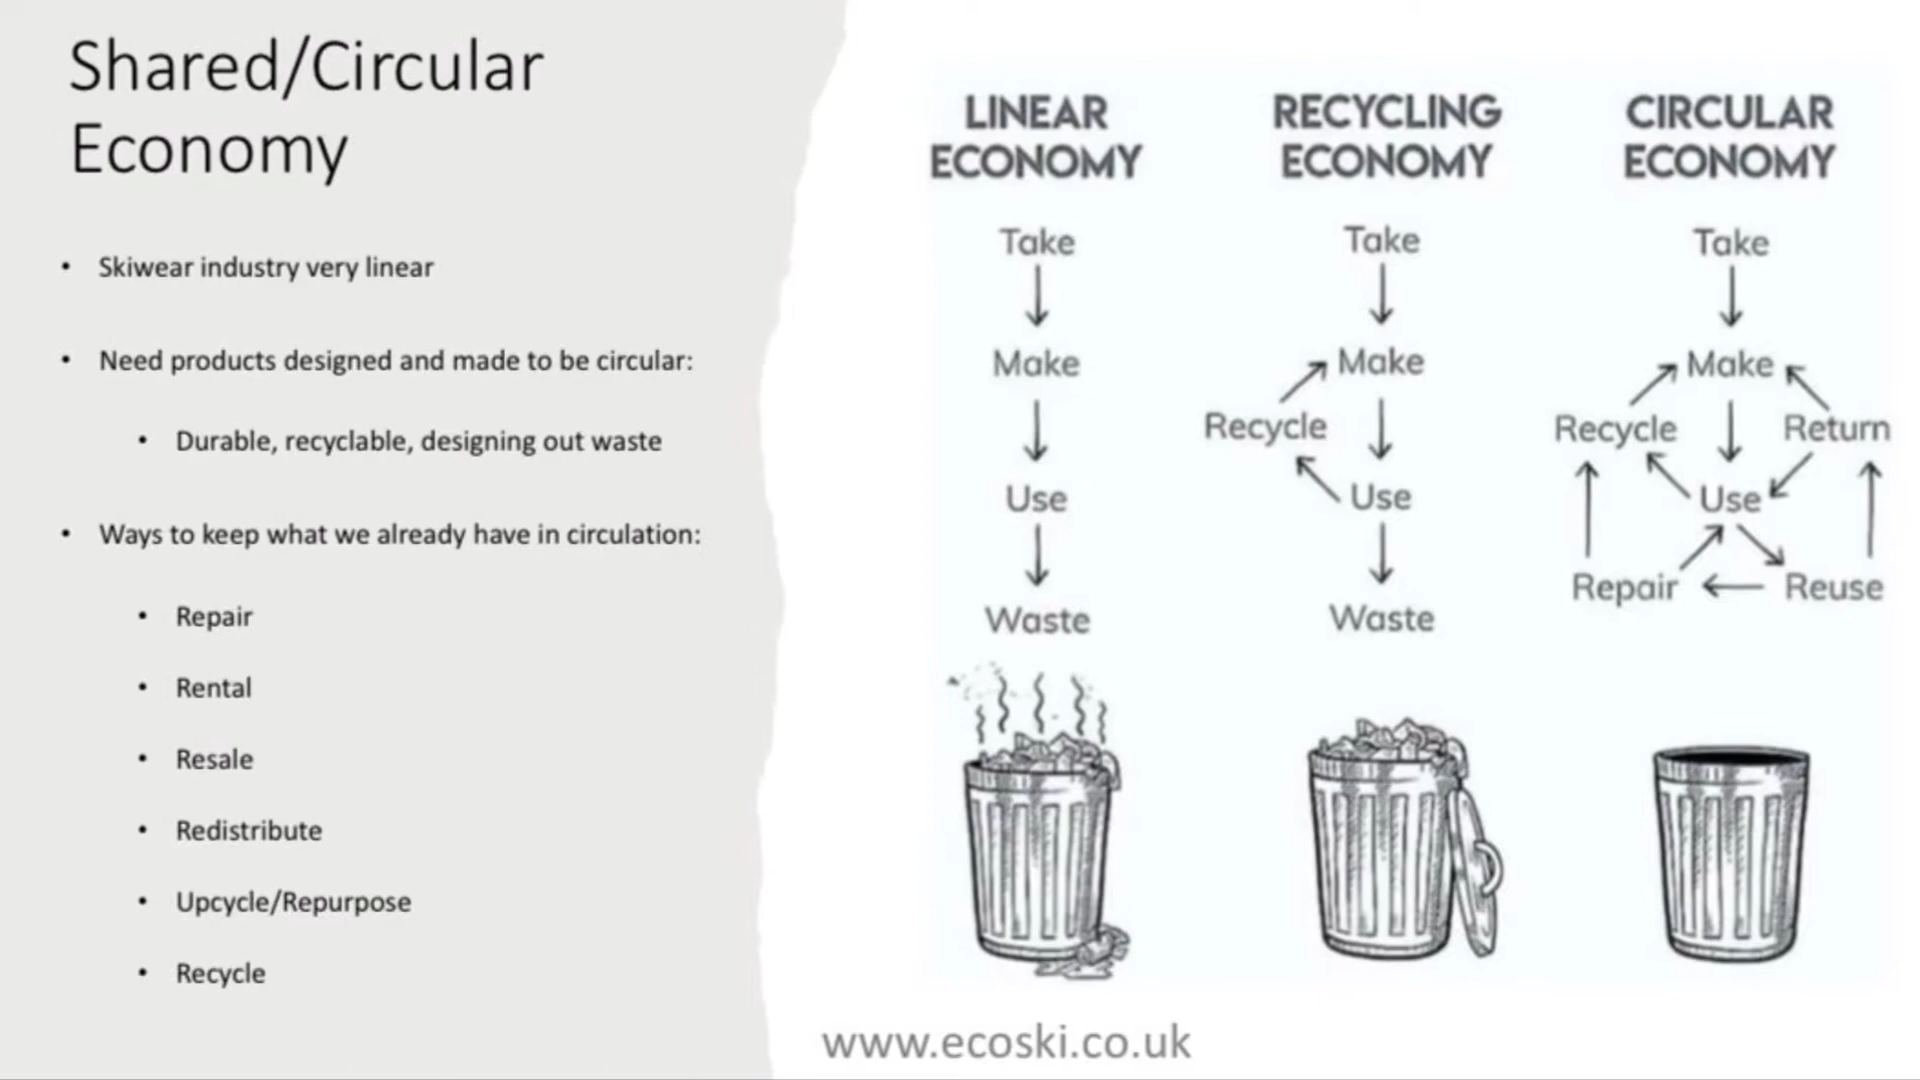 Shared/Circular
Economy
• Skiwear industry very linear
• Need products designed and made to be circular:
• Durable, recyclable, designing out waste
• Ways to keep what we already have in circulation:
• Repair
• Rental
• Resale
• Redistribute
• Upcycle/Repurpose
• Recycle
LINEAR
ECONOMY
Take
Make
Use
Waste
RECYCLING
ECONOMY
Take
Make
Recycle
Use
Waste
CIRCULAR
ECONOMY
Take
Make
Recycle
Return
Use
Repair
Reuse
www.ecoski.co.uk